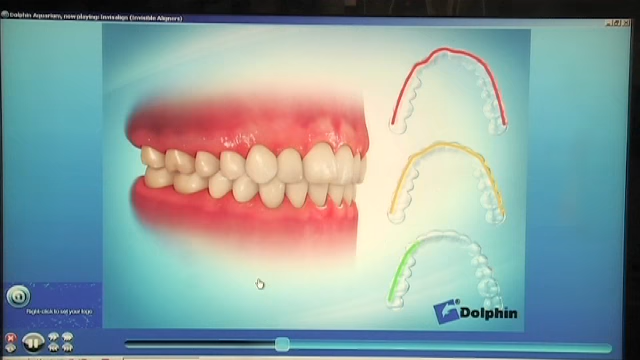 Dolphin Aquarium, now playing: Invisalign (Invisible Aligners)
Right-click to set your logo
Dolphin